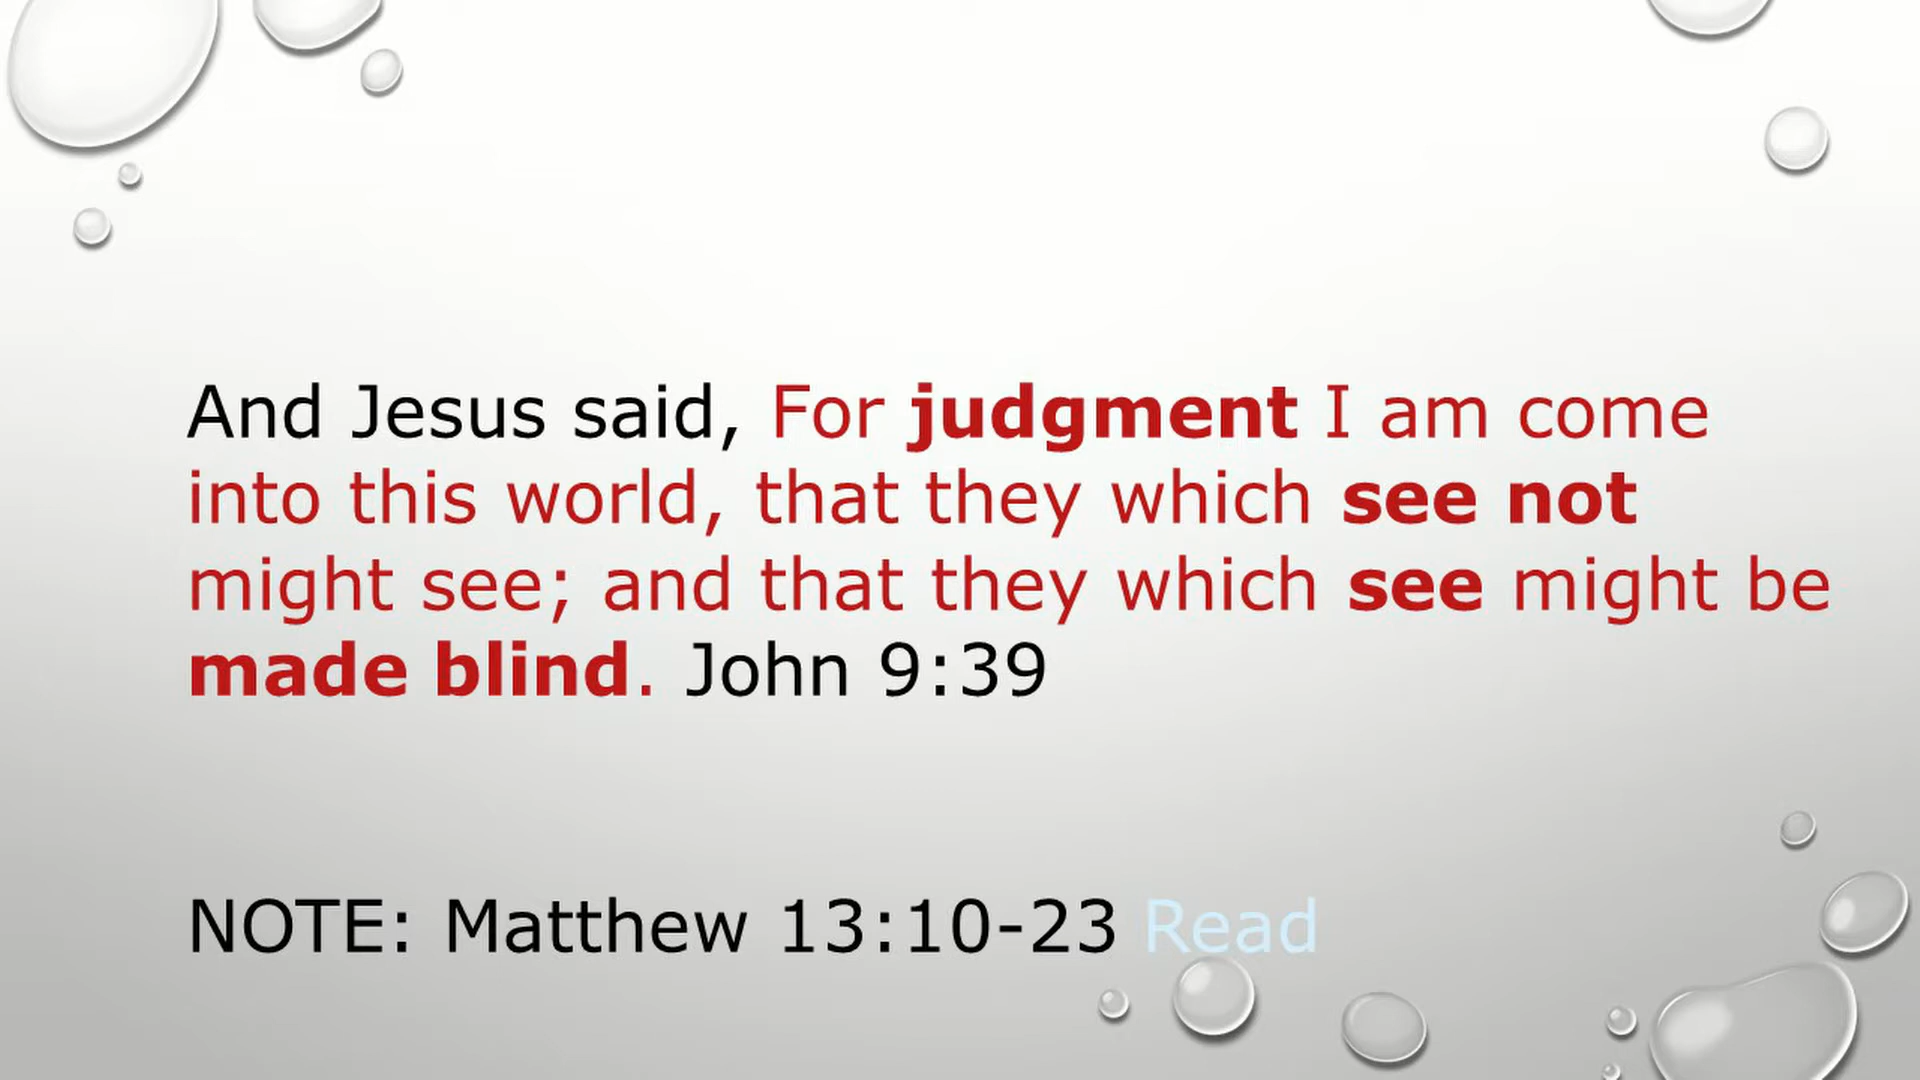 And Jesus said, For judgment I am come
into this world, that they which see not
might see; and that they which see might be
made blind. John 9:39
NOTE: Matthew 13:10-23 Read